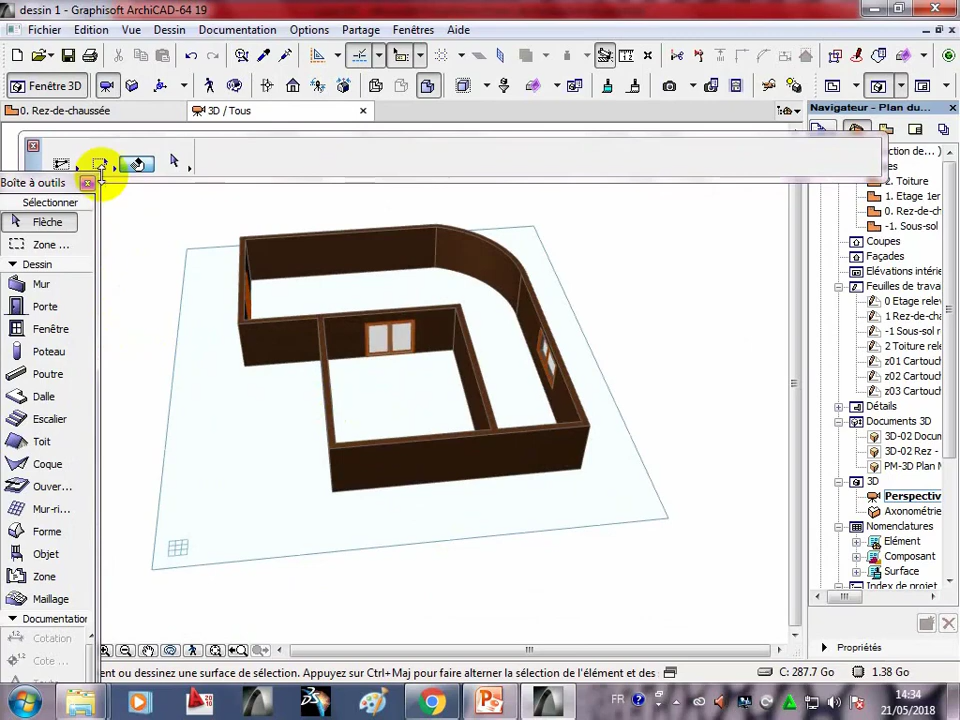 dessin 1 - Graphisoft ArchiCAD-64 19
Fichier Edition Vue Dessin Documentation Options Partage Fenêtres Aide
Fenêtre 3D
0. Rez-de-chaussée
3D / Tous
Navigateur - Plan du...
Boîte à outils
Sélectionner
Flèche
Zone ...
Dessin
Mur
Porte
Fenêtre
Poteau
Poutre
Dalle
Escalier
Toit
Coque
Ouver...
Mur-ri...
Forme
Objet
Zone
Maillage
Documentation
Cotation
Cote ...
2. Toiture
1. Etage 1er
0. Rez-de-ch
-1. Sous-sol
Coupes
Façades
Elévations intérie
Feuilles de trava
0 Etage relev
1 Rez relev
-1 Sous-sol r
2 Toiture rele
z01 Cartouch
z02 Cartouch
z03 Cartouch
Détails
Documents 3D
3D-02 Docum
3D-02 Rez -
PM-3D Plan M
3D
Perspectiv
Axonométrie
Nomenclatures
Elément
Composant
Surface
Index de projet
Propriétés
ent ou dessinez une surface de sélection. Appuyez sur Ctrl+Maj pour faire alterner la sélection de l'élément et des
C: 287.7 Go
1.38 Go
FR
14:34
21/05/2018